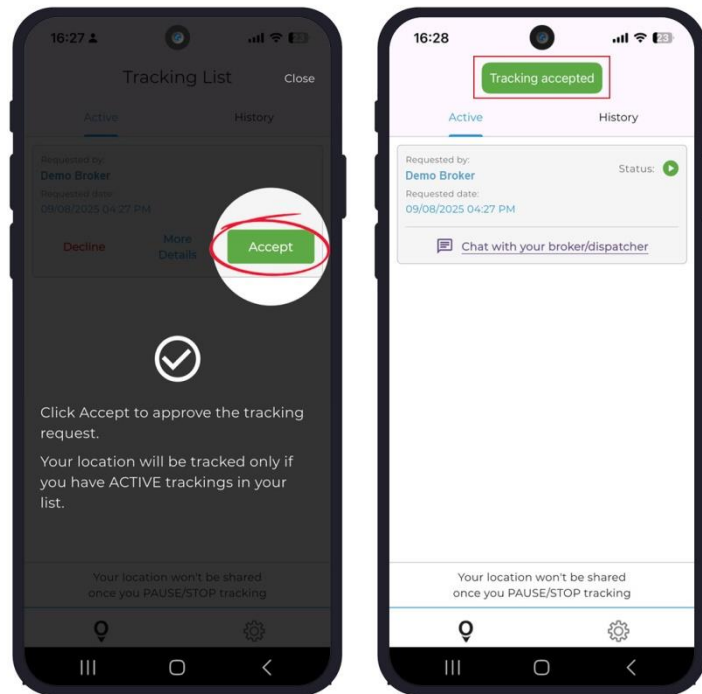 16:27
23
Tracking List
Close
Active
History
Requested by:
Demo Broker
Requested date:
09/08/2025 04:27 PM
Decline
More
Details
Accept
Click Accept to approve the tracking
request.
Your location will be tracked only if
you have ACTIVE trackings in your
list.
Your location won't be shared
once you PAUSE/STOP tracking
16:28
23
Tracking accepted
Active
History
Requested by:
Demo Broker
Status:
Requested date:
09/08/2025 04:27 PM
Chat with your broker/dispatcher
Your location won't be shared
once you PAUSE/STOP tracking